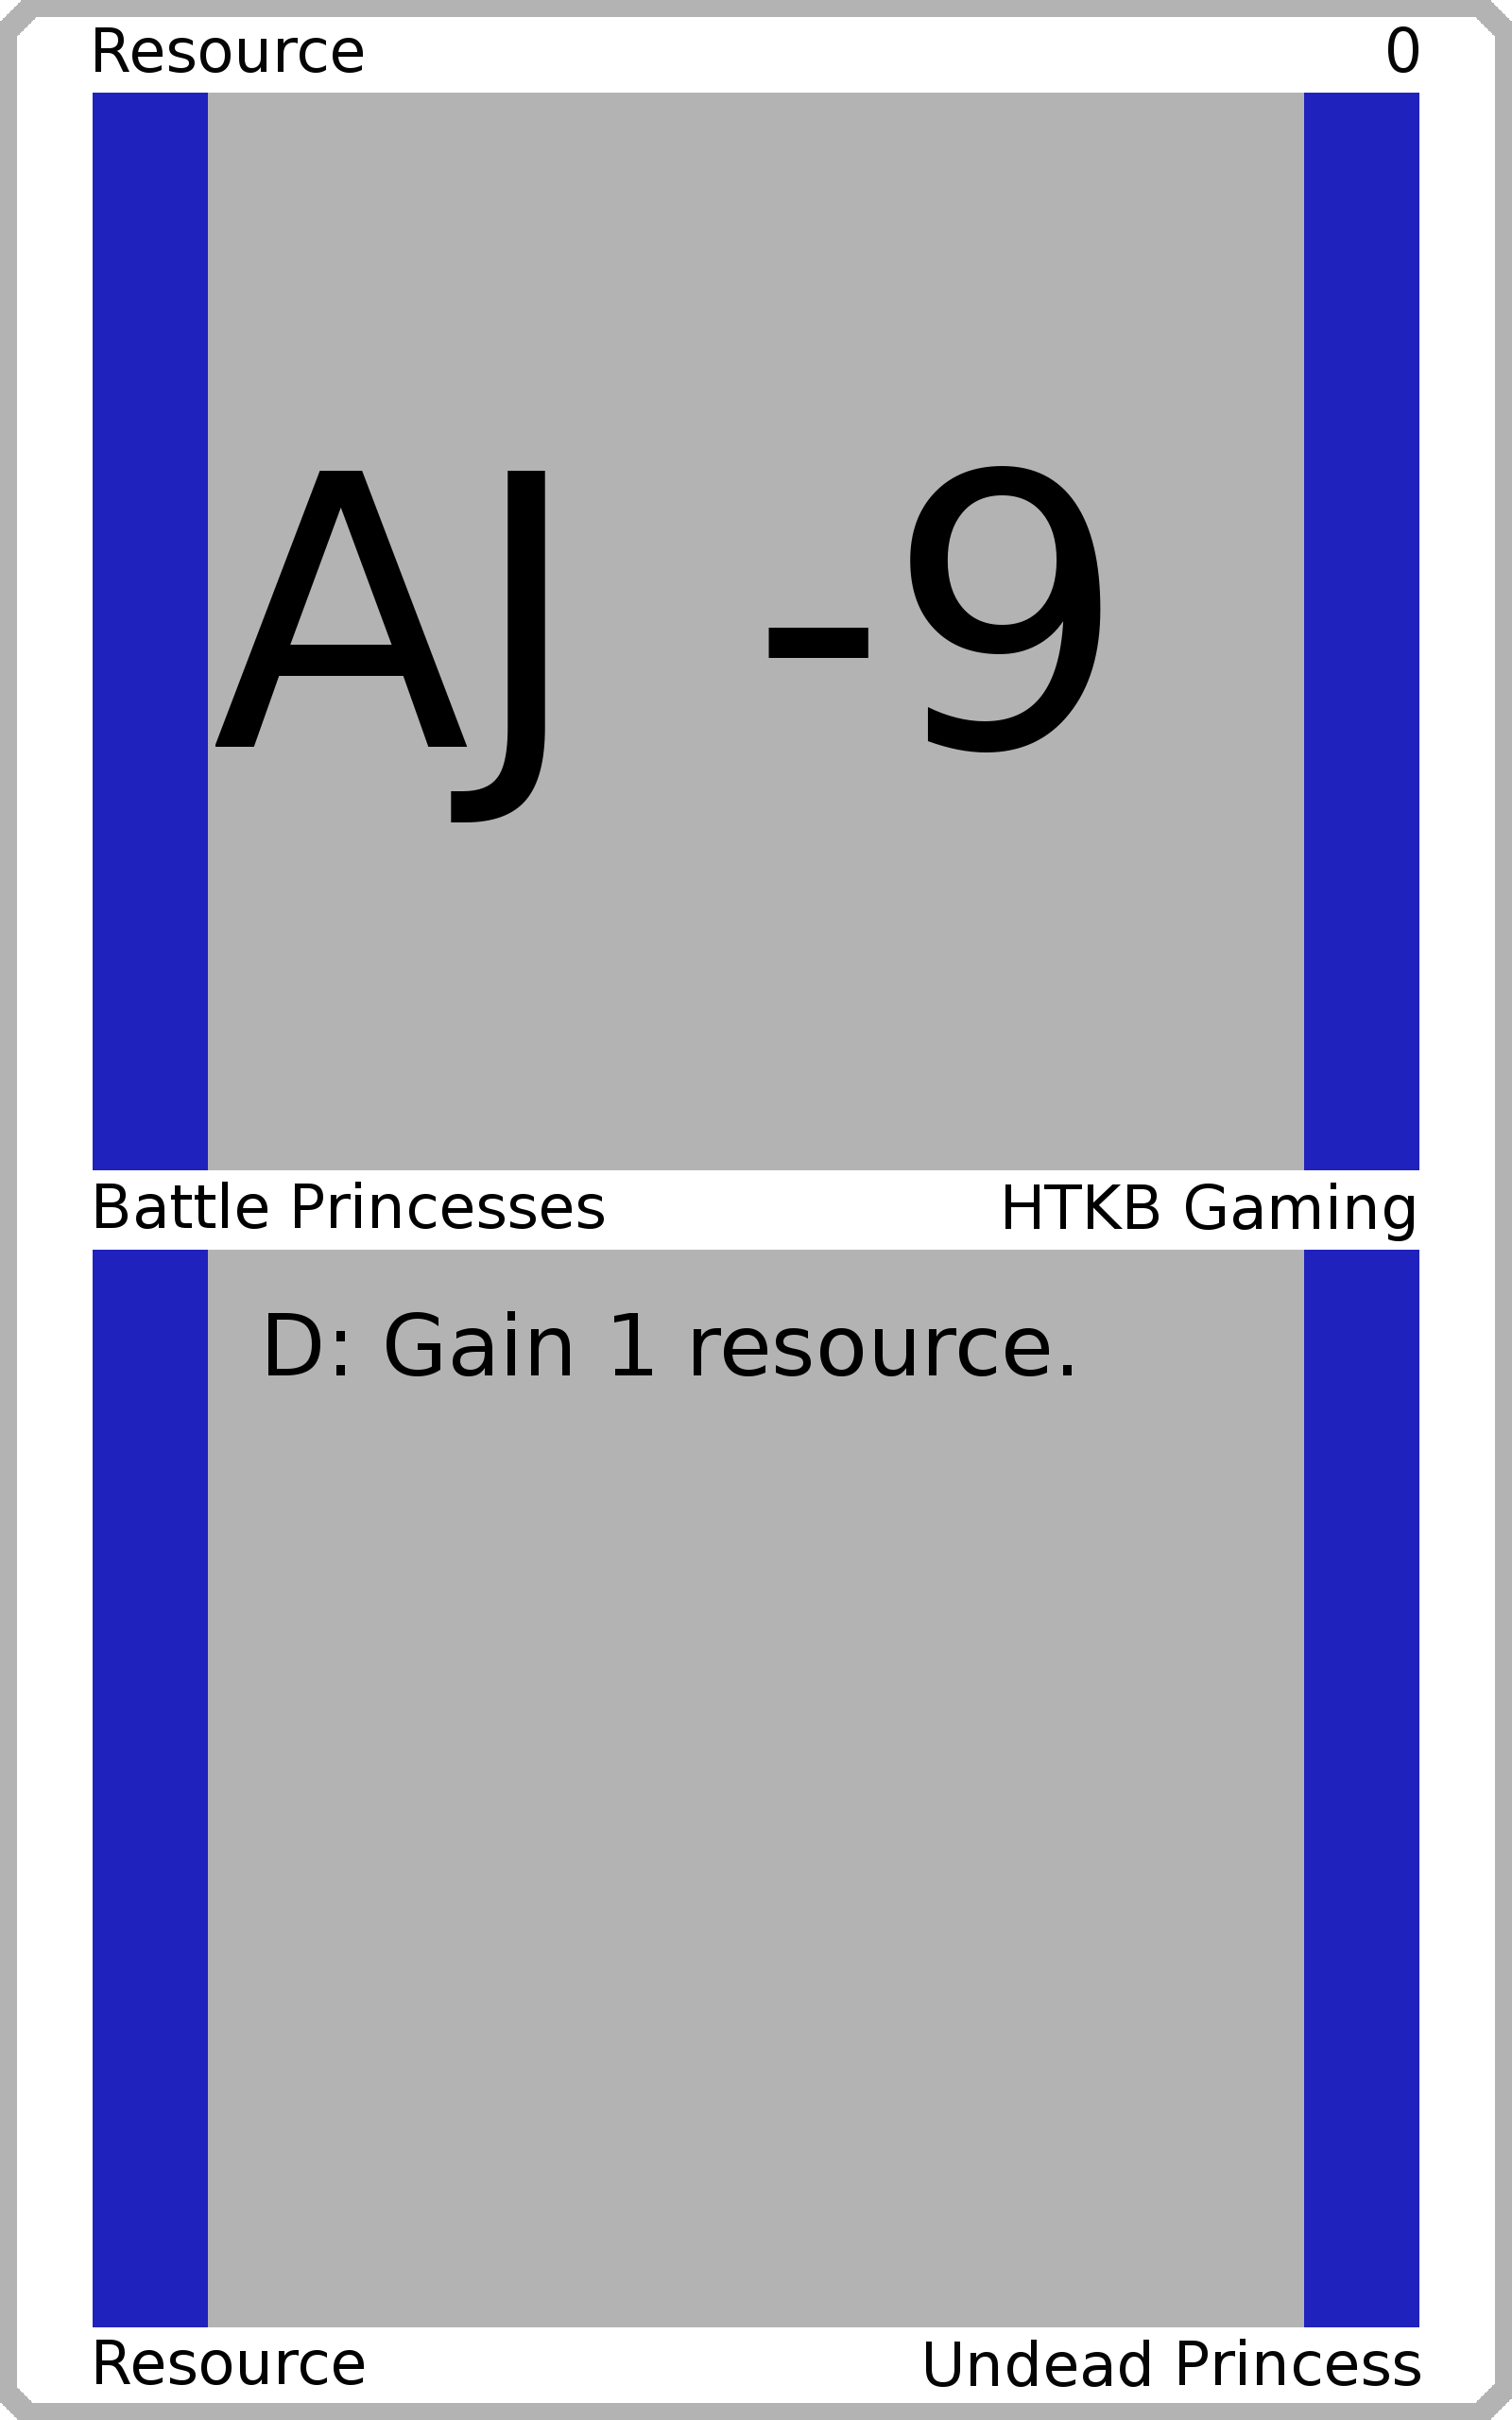 Resource 0
AJ -9
Battle Princesses HTKB Gaming
D: Gain 1 resource.
Resource Undead Princess